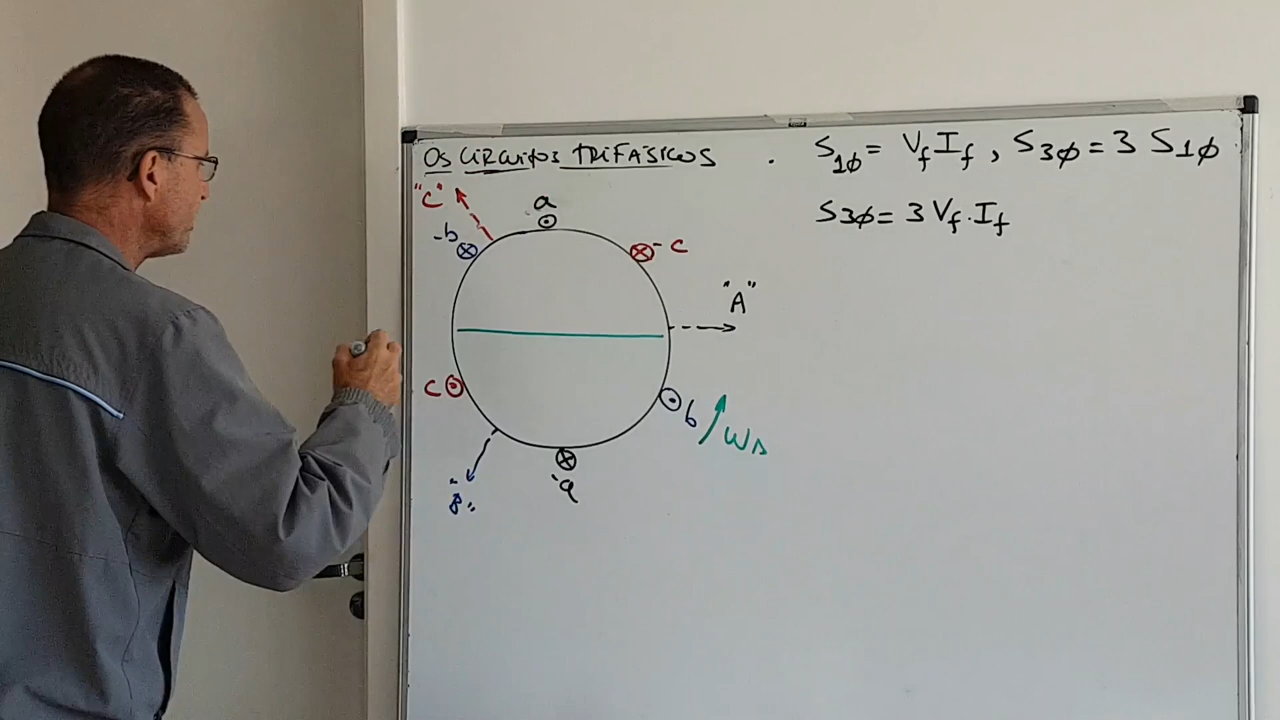 Os CIRCUITOS TRIFÁSICOS
. S1ϕ = Vf If , S3ϕ = 3 S1ϕ
S3ϕ = 3 Vf . If
"C"
a
-b
-c
"A"
c
b
ωs
"B"
-a